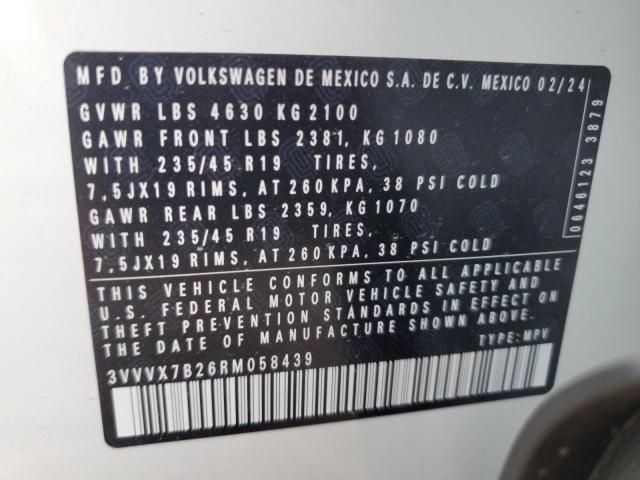 MFD. BY VOLKSWAGEN DE MEXICO S.A. DE C.V. MEXICO 02/24
GVWR LBS 4630 KG 2100
GAWR FRONT LBS 2381, KG 1080
WITH 235/45 R19 TIRES,
7,5JX19 RIMS, AT 260 KPA, 38 PSI COLD
GAWR REAR LBS 2359, KG 1070
WITH 235/45 R19 TIRES,
7,5JX19 RIMS, AT 260 KPA, 38 PSI COLD
THIS VEHICLE CONFORMS TO ALL APPLICABLE
U.S. FEDERAL MOTOR VEHICLE SAFETY AND
THEFT PREVENTION STANDARDS IN EFFECT ON
THE DATE OF MANUFACTURE SHOWN ABOVE.
TYPE: MPV
3VVVX7B26RM058439
0646123 3879